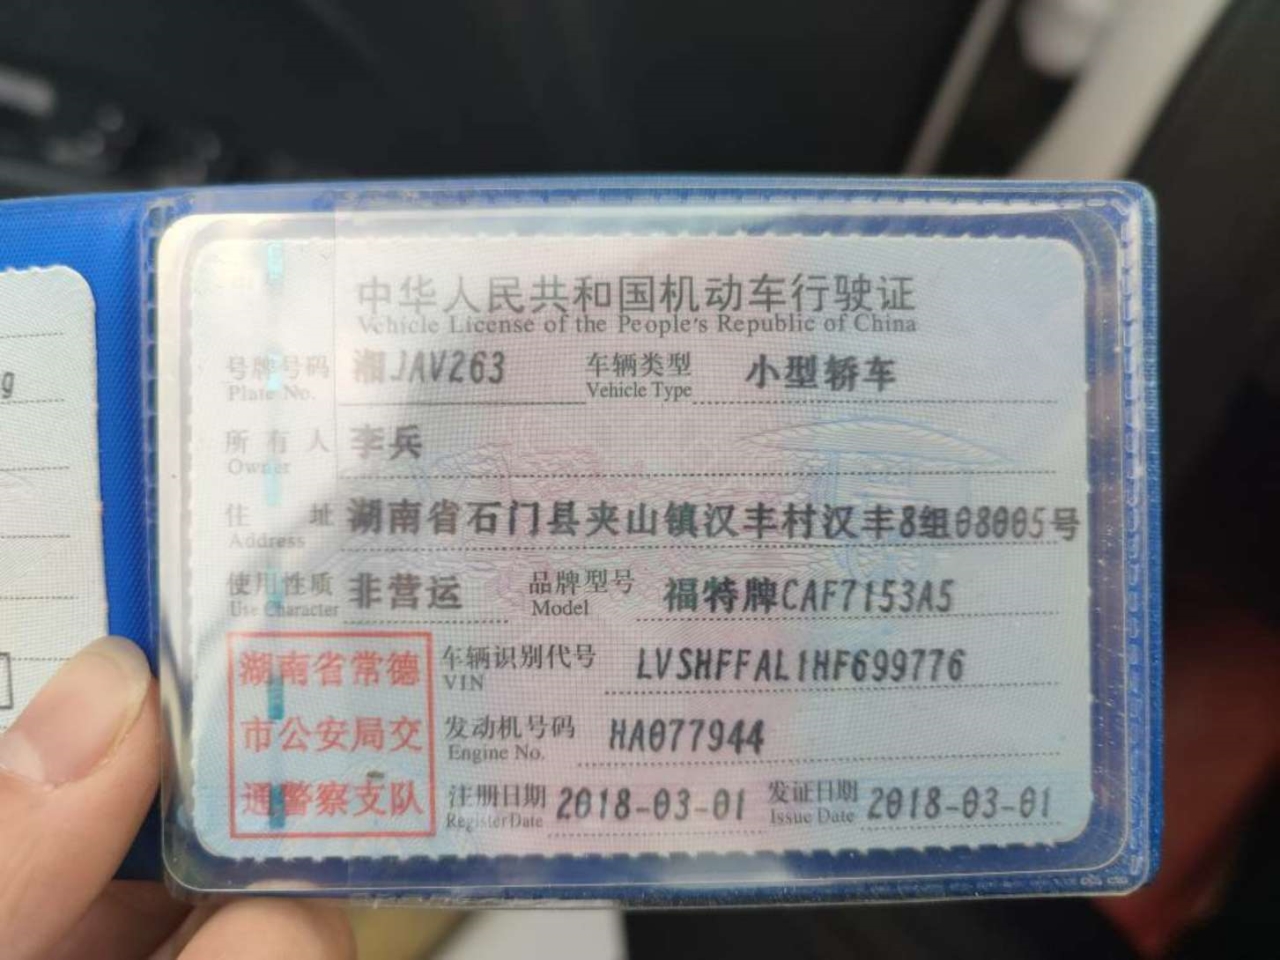 中华人民共和国机动车行驶证
Vehicle License of the People's Republic of China
号牌号码 湘JAV263 车辆类型 小型轿车
Plate No. Vehicle Type
所有人 李兵
Owner
住址 湖南省石门县夹山镇汉丰村汉丰8组08005号
Address
使用性质 非营运 品牌型号 福特牌CAF7153A5
Use Character Model
湖南省常德
市公安局交
通警察支队
车辆识别代号 LVSHFFAL1HF699776
VIN
发动机号码 HA077944
Engine No.
注册日期 2018-03-01 发证日期 2018-03-01
Register Date Issue Date
g